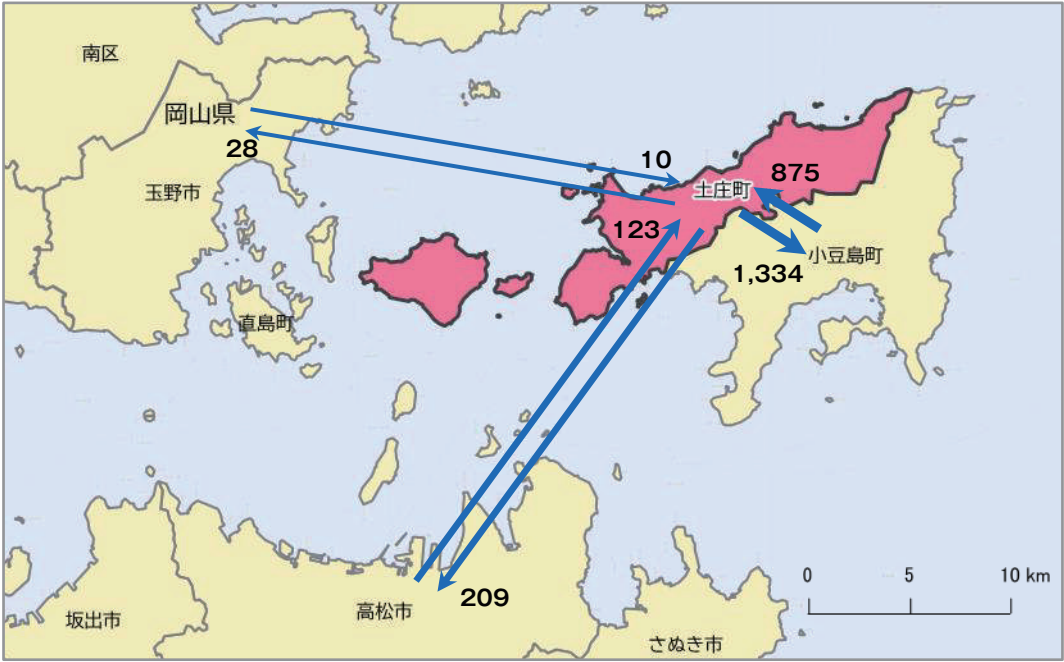 南区
岡山県
28
10
875
土庄町
玉野市
123
小豆島町
1,334
直島町
0 5 10 km
209
高松市
坂出市
さぬき市